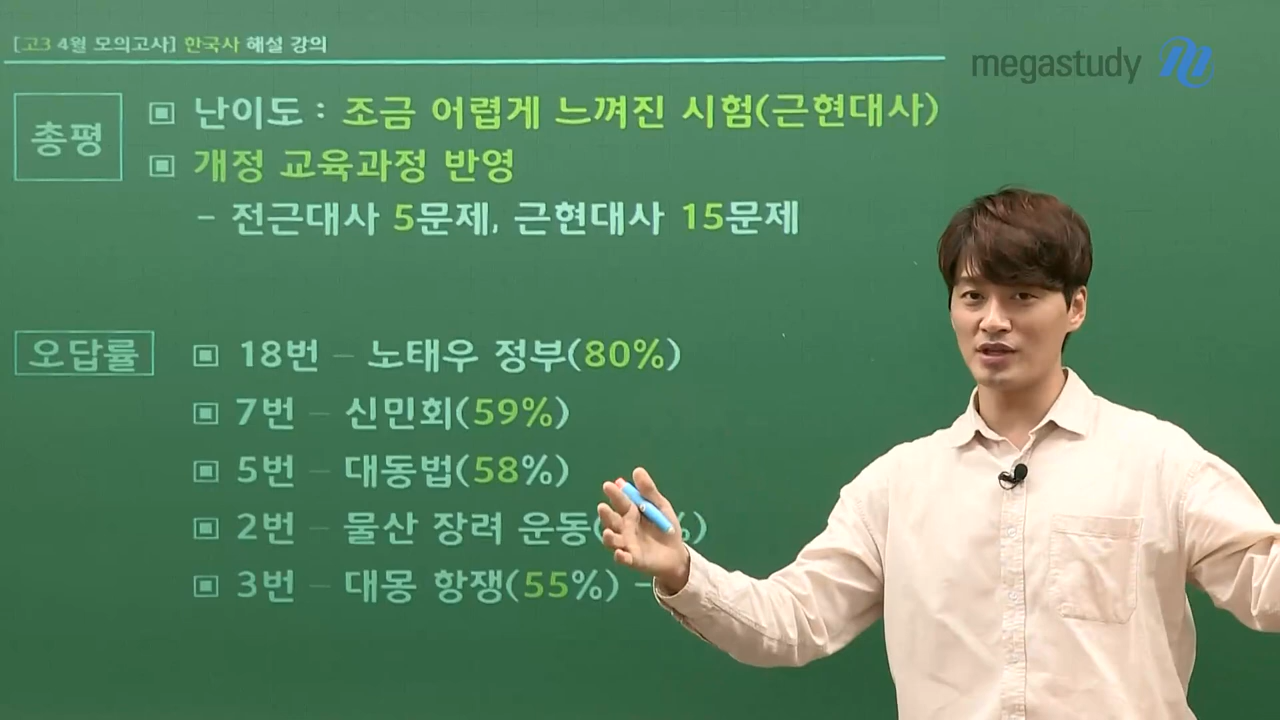 [고3 4월 모의고사] 한국사 해설 강의
megastudy
총평
▣ 난이도 : 조금 어렵게 느껴진 시험(근현대사)
▣ 개정 교육과정 반영
- 전근대사 5문제, 근현대사 15문제
오답률
▣ 18번 - 노태우 정부(80%)
▣ 7번 - 신민회(59%)
▣ 5번 - 대동법(58%)
▣ 2번 - 물산 장려 운동( %)
▣ 3번 - 대몽 항쟁(55%) -